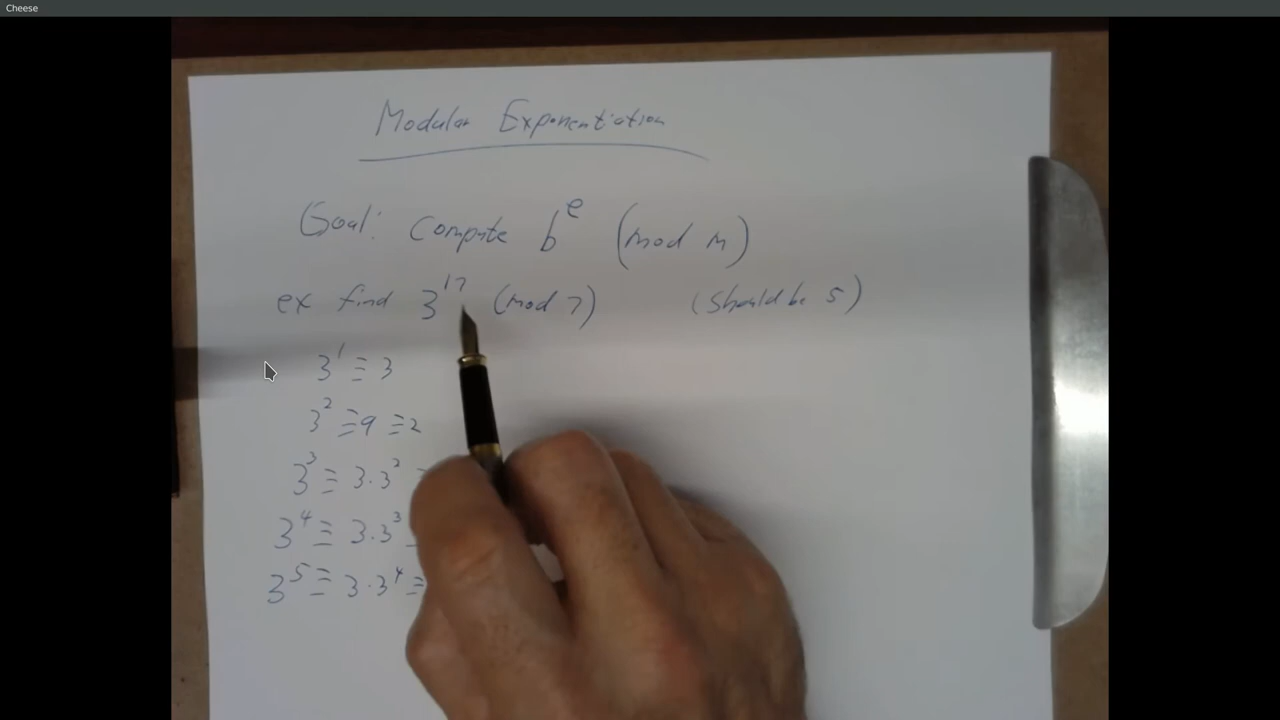 Cheese
Modular Exponentiation
Goal: Compute b^e (mod m)
ex find 3^17 (mod 7) (should be 5)
3^1 ≡ 3
3^2 ≡ 9 ≡ 2
3^3 ≡ 3·3^2
3^4 ≡ 3·3^3
3^5 ≡ 3·3^4 ≡